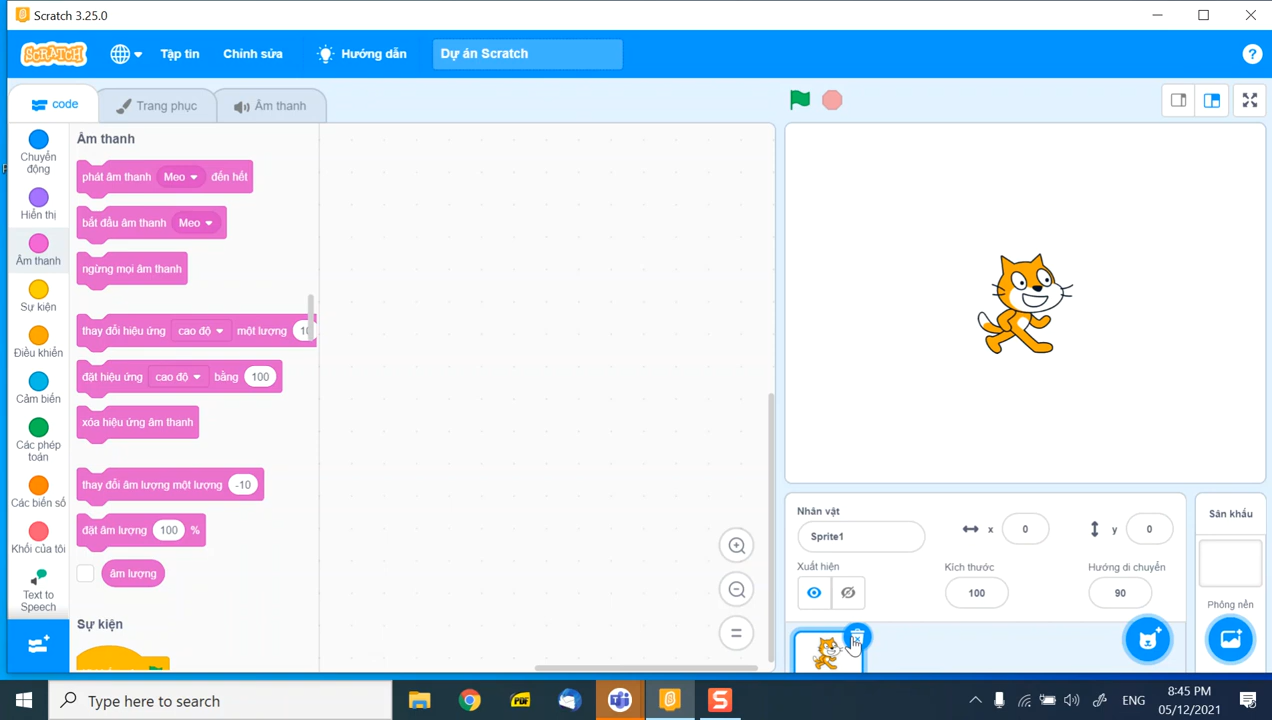 Scratch 3.25.0
SCRATCH
Tập tin
Chính sửa
Hướng dẫn
Dự án Scratch
?
code
Trang phục
Âm thanh
Chuyển động
Hiển thị
Âm thanh
Sự kiện
Điều khiển
Cảm biến
Các phép toán
Các biến số
Khối của tôi
Text to Speech
Âm thanh
phát âm thanh Meo đến hết
bắt đầu âm thanh Meo
ngừng mọi âm thanh
thay đổi hiệu ứng cao độ một lượng 10
đặt hiệu ứng cao độ bằng 100
xóa hiệu ứng âm thanh
thay đổi âm lượng một lượng -10
đặt âm lượng 100 %
âm lượng
Sự kiện
Nhân vật
Sprite1
x 0
y 0
Xuất hiện
Kích thước
100
Hướng di chuyển
90
Sân khấu
Phông nền
Type here to search
PDF
S
ENG
8:45 PM
05/12/2021